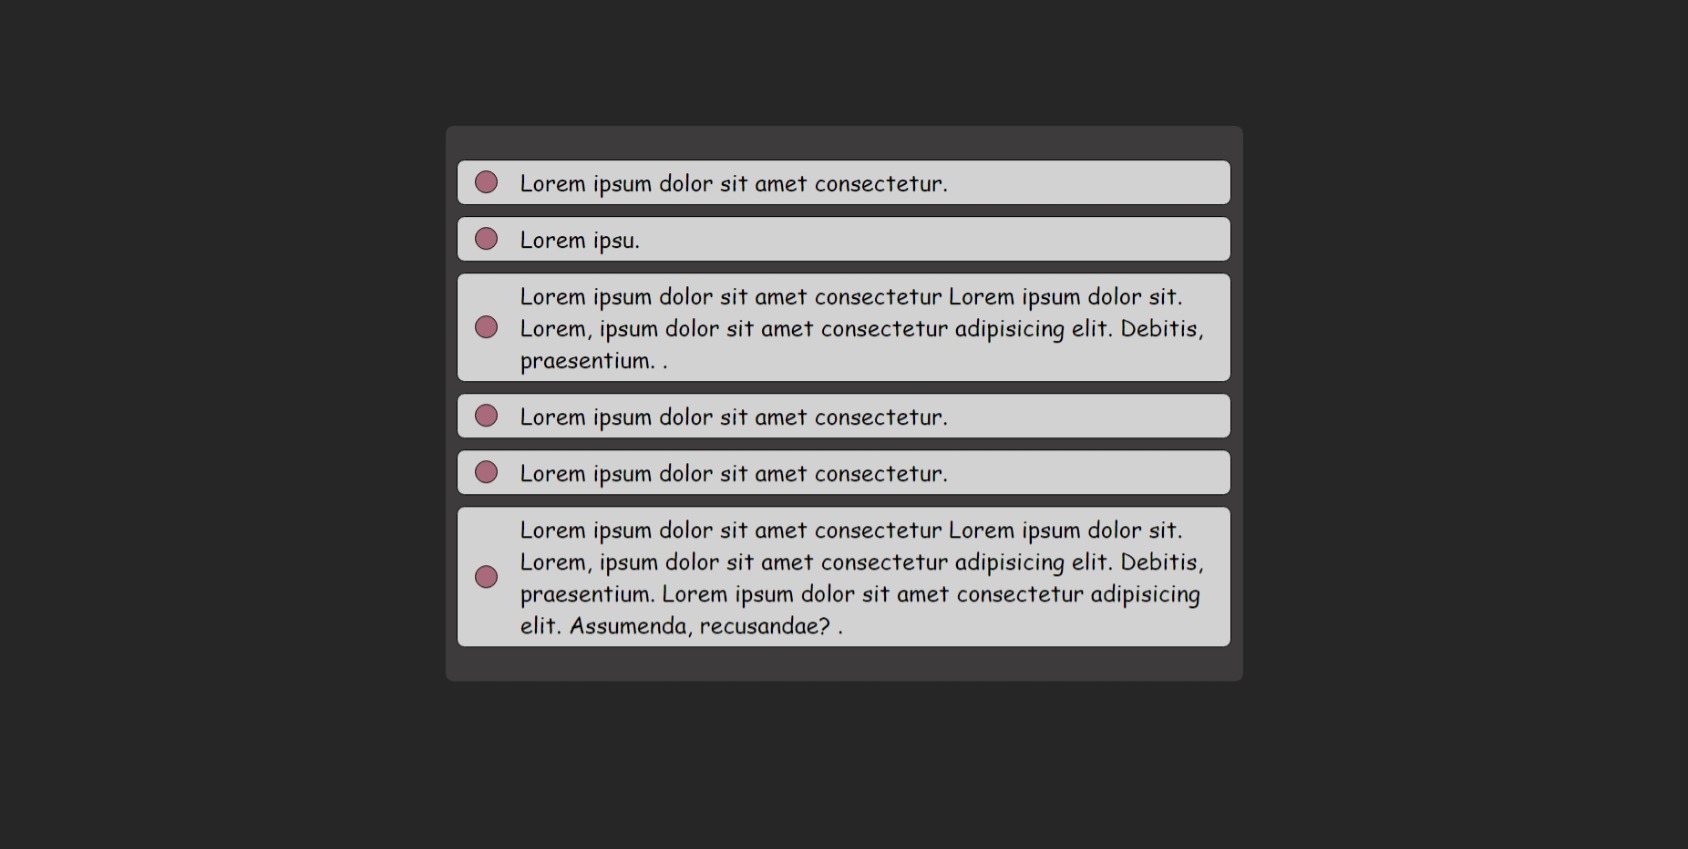 Lorem ipsum dolor sit amet consectetur.
Lorem ipsu.
Lorem ipsum dolor sit amet consectetur Lorem ipsum dolor sit.
Lorem, ipsum dolor sit amet consectetur adipisicing elit. Debitis,
praesentium. .
Lorem ipsum dolor sit amet consectetur.
Lorem ipsum dolor sit amet consectetur.
Lorem ipsum dolor sit amet consectetur Lorem ipsum dolor sit.
Lorem, ipsum dolor sit amet consectetur adipisicing elit. Debitis,
praesentium. Lorem ipsum dolor sit amet consectetur adipisicing
elit. Assumenda, recusandae? .